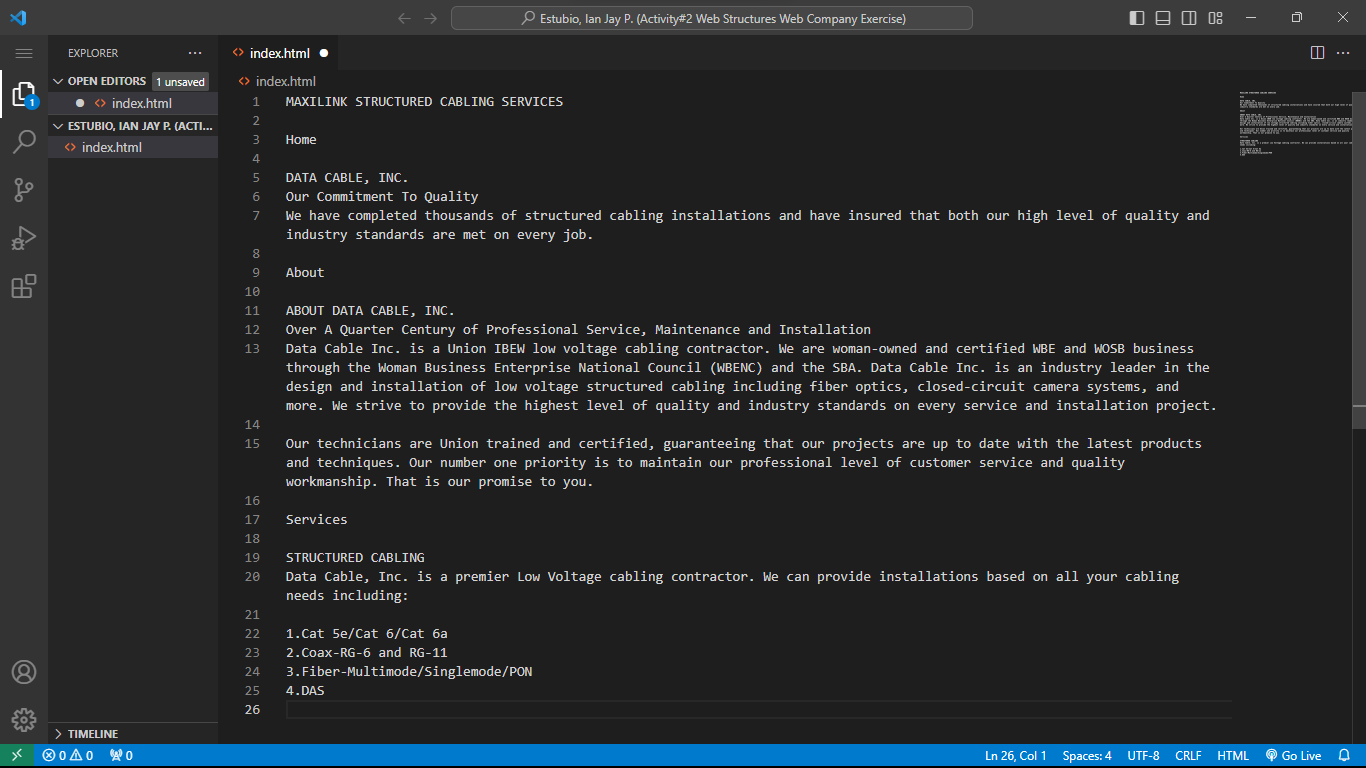 Estubio, Ian Jay P. (Activity#2 Web Structures Web Company Exercise)
EXPLORER
index.html
OPEN EDITORS 1 unsaved
index.html
ESTUBIO, IAN JAY P. (ACTI...
index.html
index.html
1 MAXILINK STRUCTURED CABLING SERVICES
2
3 Home
4
5 DATA CABLE, INC.
6 Our Commitment To Quality
7 We have completed thousands of structured cabling installations and have insured that both our high level of quality and
industry standards are met on every job.
8
9 About
10
11 ABOUT DATA CABLE, INC.
12 Over A Quarter Century of Professional Service, Maintenance and Installation
13 Data Cable Inc. is a Union IBEW low voltage cabling contractor. We are woman-owned and certified WBE and WOSB business
through the Woman Business Enterprise National Council (WBENC) and the SBA. Data Cable Inc. is an industry leader in the
design and installation of low voltage structured cabling including fiber optics, closed-circuit camera systems, and
more. We strive to provide the highest level of quality and industry standards on every service and installation project.
14
15 Our technicians are Union trained and certified, guaranteeing that our projects are up to date with the latest products
and techniques. Our number one priority is to maintain our professional level of customer service and quality
workmanship. That is our promise to you.
16
17 Services
18
19 STRUCTURED CABLING
20 Data Cable, Inc. is a premier Low Voltage cabling contractor. We can provide installations based on all your cabling
needs including:
21
22 1.Cat 5e/Cat 6/Cat 6a
23 2.Coax-RG-6 and RG-11
24 3.Fiber-Multimode/Singlemode/PON
25 4.DAS
26
1
TIMELINE
0 0 0
Ln 26, Col 1 Spaces: 4 UTF-8 CRLF HTML Go Live